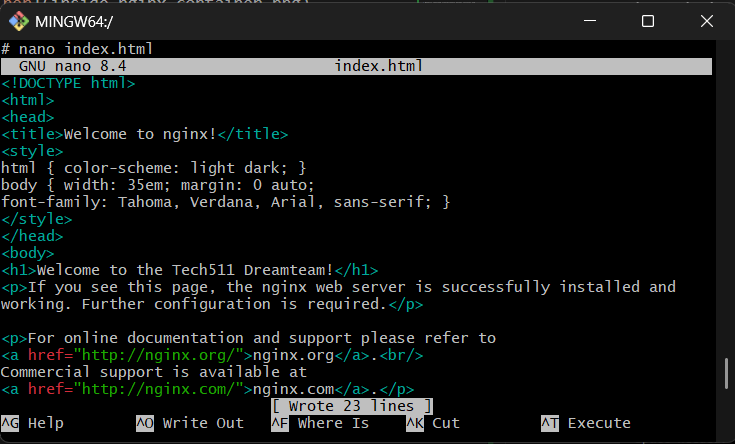 MINGW64:/
# nano index.html
GNU nano 8.4 index.html
<!DOCTYPE html>
<html>
<head>
<title>Welcome to nginx!</title>
<style>
html { color-scheme: light dark; }
body { width: 35em; margin: 0 auto;
font-family: Tahoma, Verdana, Arial, sans-serif; }
</style>
</head>
<body>
<h1>Welcome to the Tech511 Dreamteam!</h1>
<p>If you see this page, the nginx web server is successfully installed and
working. Further configuration is required.</p>
<p>For online documentation and support please refer to
<a href="http://nginx.org/">nginx.org</a>.<br/>
Commercial support is available at
<a href="http://nginx.com/">nginx.com</a>.</p>
[ Wrote 23 lines ]
^G Help ^O Write Out ^F Where Is ^K Cut ^T Execute